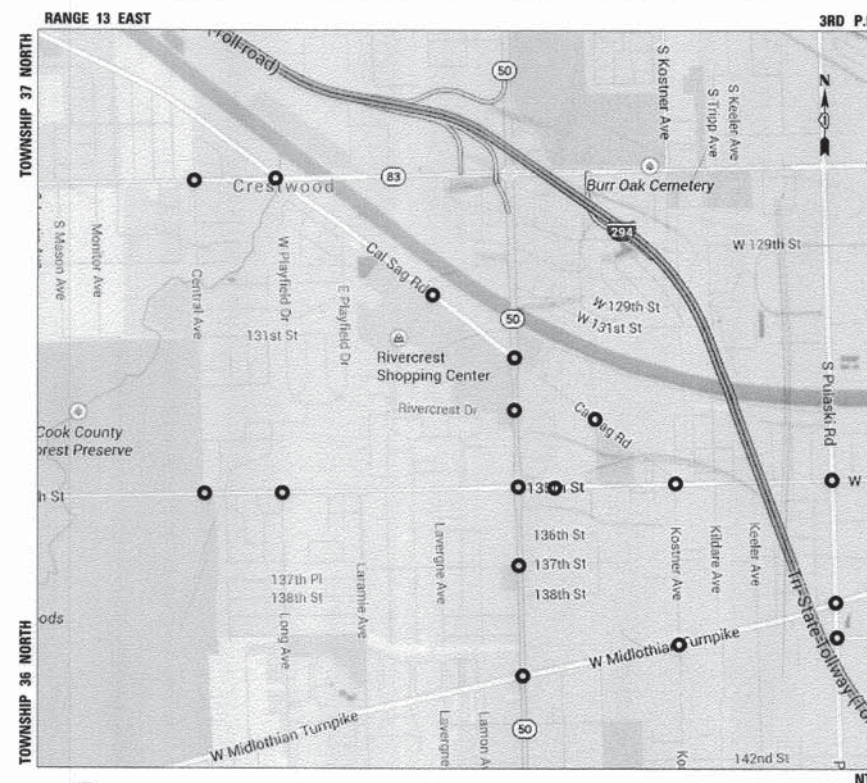 RANGE 13 EAST
3RD P.
TOWNSHIP 37 NORTH
TOWNSHIP 36 NORTH
(Toll-road)
50
N
S Kostner Ave
S Tripp Ave
S Keeler Ave
Crestwood
83
Burr Oak Cemetery
294
S Mason Ave
Monitor Ave
Central Ave
W Playfield Dr
E Playfield Dr
Cal Sag Rd
W 129th St
W 129th St
W 131st St
50
131st St
Rivercrest
Shopping Center
S Pulaski Rd
Rivercrest Dr
Cal Sag Rd
Cook County
orest Preserve
h St
135th St
W
Lavergne Ave
136th St
137th St
138th St
Kostner Ave
Kildare Ave
Keeler Ave
137th Pl
138th St
Laramie Ave
Long Ave
ods
Tri-State Tollway (To
W Midlothian Turnpike
W Midlothian Turnpike
Lavergne
Lamon A
50
Ko
142nd St
P